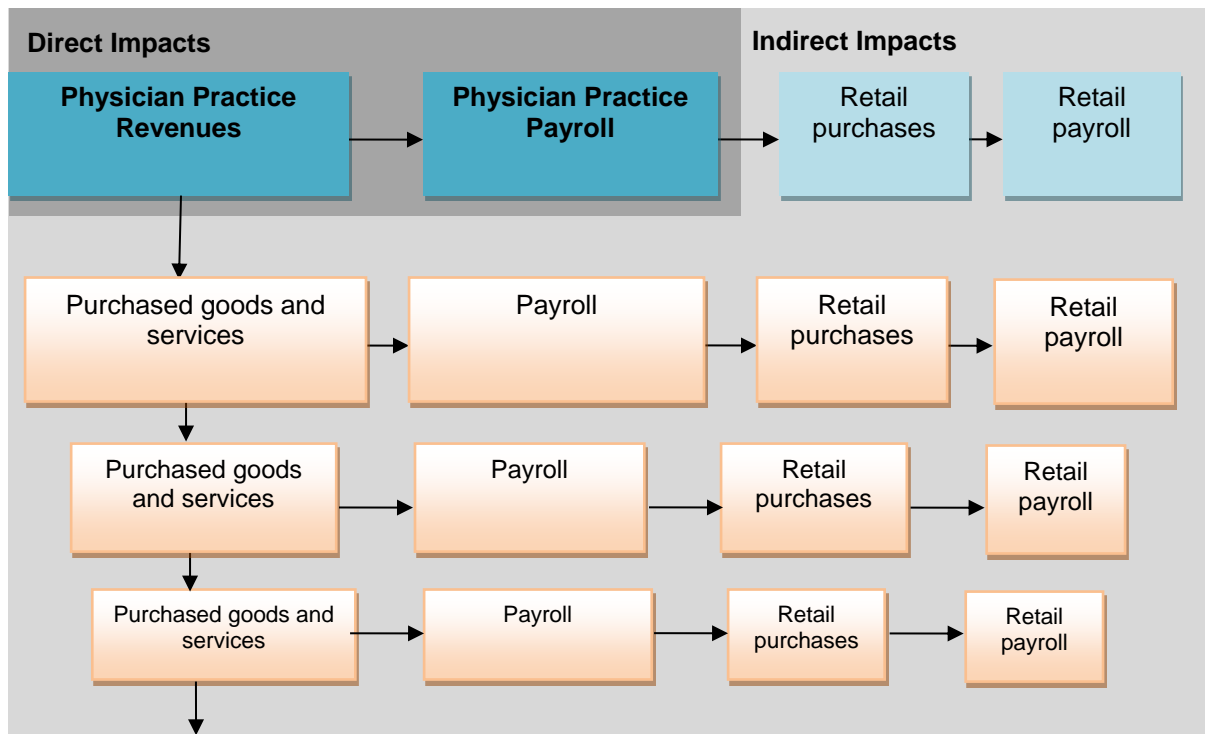 Direct Impacts
Indirect Impacts
Physician Practice
Revenues
Physician Practice
Payroll
Retail
purchases
Retail
payroll
Purchased goods and
services
Payroll
Retail
purchases
Retail
payroll
Purchased goods
and services
Payroll
Retail
purchases
Retail
payroll
Purchased goods and
services
Payroll
Retail
purchases
Retail
payroll